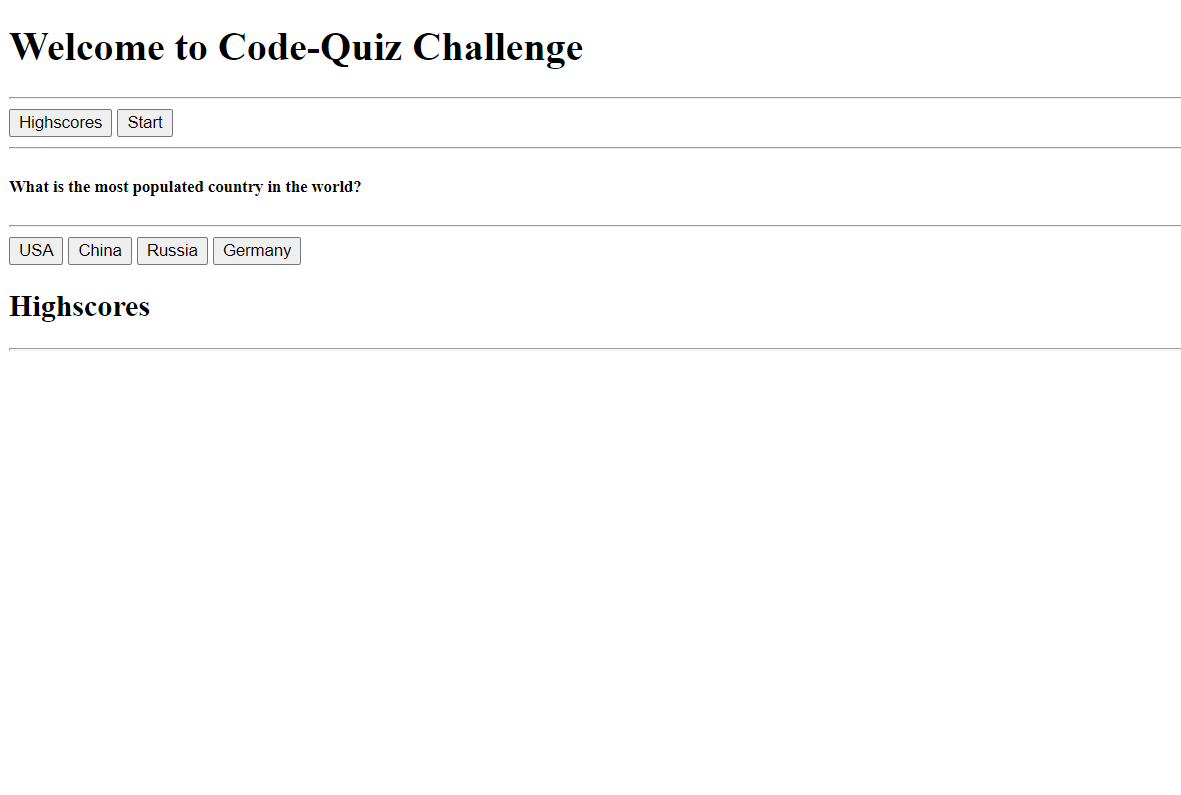 Welcome to Code-Quiz Challenge
Highscores Start
What is the most populated country in the world?
USA China Russia Germany
Highscores